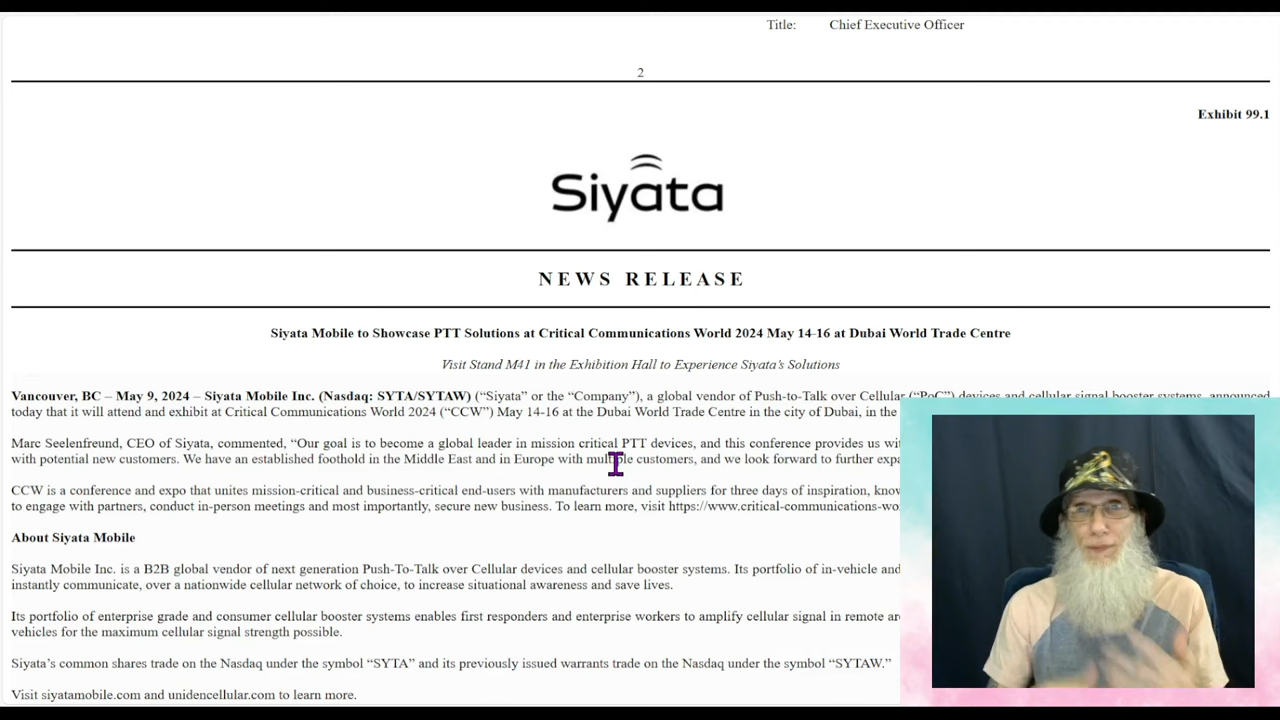 Title: Chief Executive Officer
2
Exhibit 99.1
Siyata
NEWS RELEASE
Siyata Mobile to Showcase PTT Solutions at Critical Communications World 2024 May 14-16 at Dubai World Trade Centre
Visit Stand M41 in the Exhibition Hall to Experience Siyata's Solutions
Vancouver, BC – May 9, 2024 – Siyata Mobile Inc. (Nasdaq: SYTA/SYTAW) (“Siyata” or the “Company”), a global vendor of Push-to-Talk over Cellular (“PoC”) devices and cellular signal booster systems, announced
today that it will attend and exhibit at Critical Communications World 2024 (“CCW”) May 14-16 at the Dubai World Trade Centre in the city of Dubai, in the
Marc Seelenfreund, CEO of Siyata, commented, “Our goal is to become a global leader in mission critical PTT devices, and this conference provides us
with potential new customers. We have an established foothold in the Middle East and in Europe with multiple customers, and we look forward to further
CCW is a conference and expo that unites mission-critical and business-critical end-users with manufacturers and suppliers for three days of inspiration,
to engage with partners, conduct in-person meetings and most importantly, secure new business. To learn more, visit https://www.critical-communications-wo
About Siyata Mobile
Siyata Mobile Inc. is a B2B global vendor of next generation Push-To-Talk over Cellular devices and cellular booster systems. Its portfolio of in-vehicle and
instantly communicate, over a nationwide cellular network of choice, to increase situational awareness and save lives.
Its portfolio of enterprise grade and consumer cellular booster systems enables first responders and enterprise workers to amplify cellular signal in remote
vehicles for the maximum cellular signal strength possible.
Siyata’s common shares trade on the Nasdaq under the symbol “SYTA” and its previously issued warrants trade on the Nasdaq under the symbol “SYTAW.”
Visit siyatamobile.com and unidencellular.com to learn more.